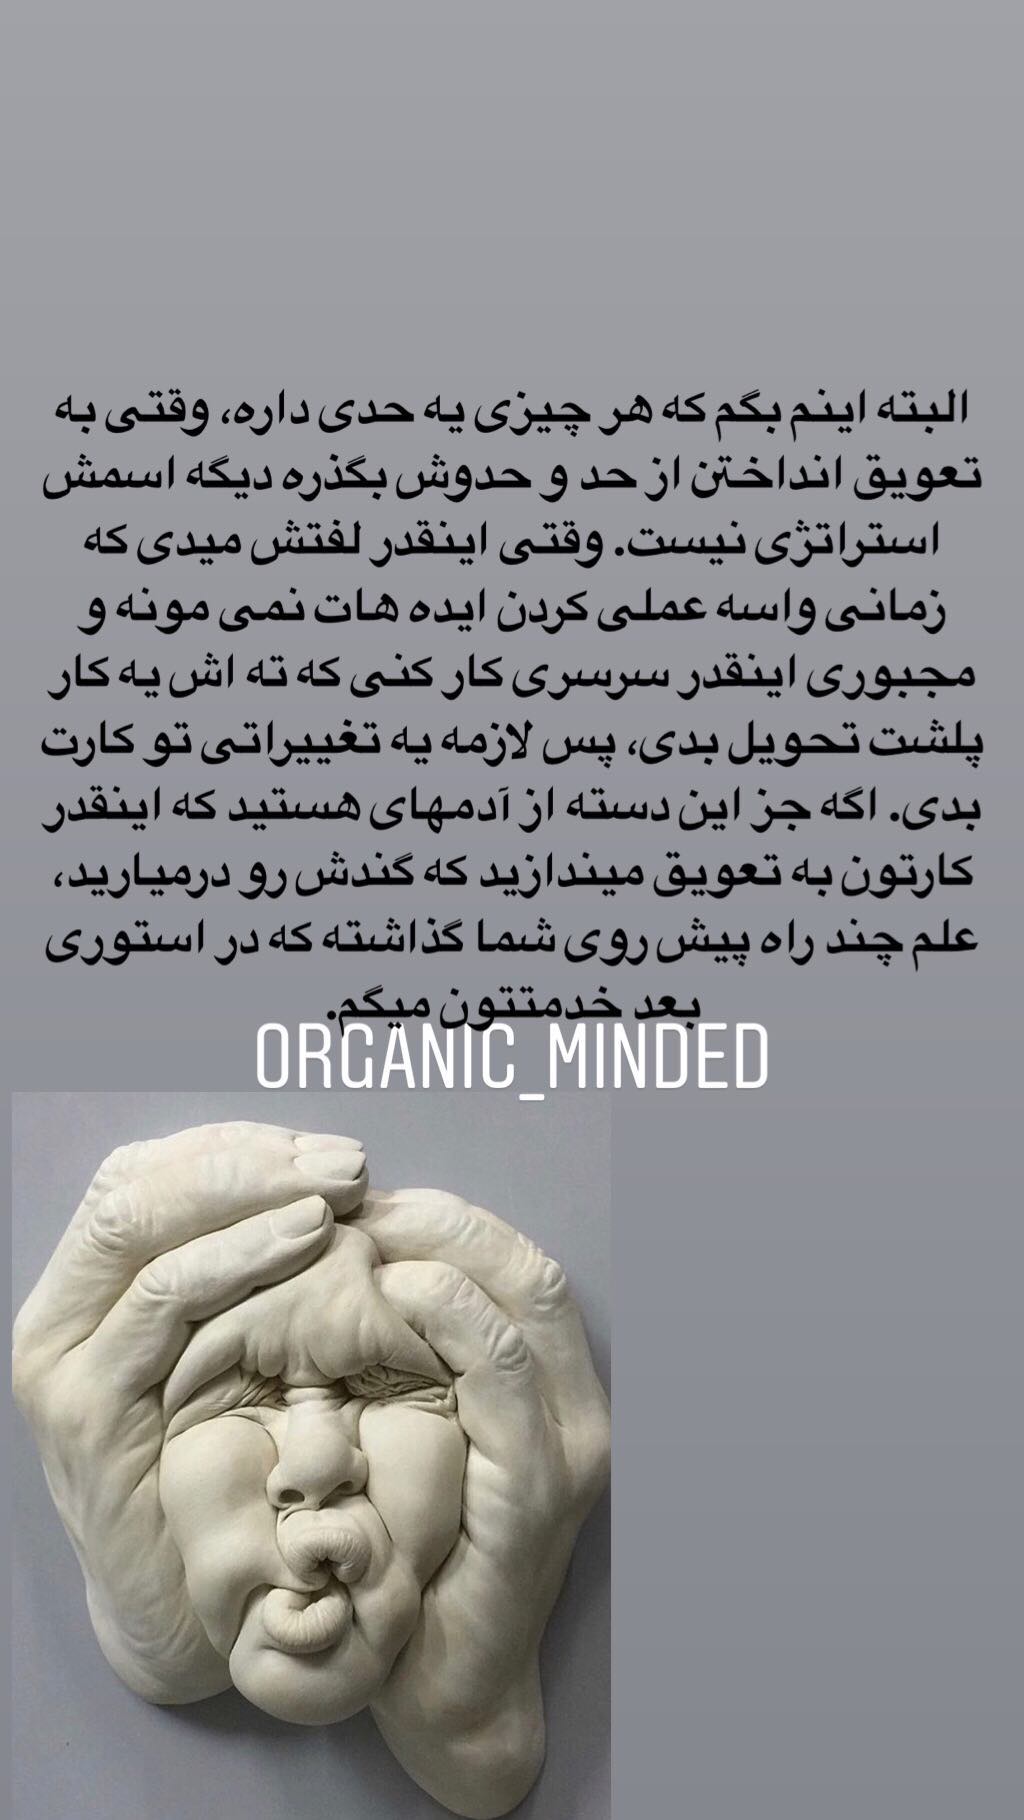 البته اینم بگم که هر چیزی یه حدی داره، وقتی به
تعویق انداختن از حد و حدوش بگذره دیگه اسمش
استراتژی نیست. وقتی اینقدر لفتش میدی که
زمانی واسه عملی کردن ایده هات نمی مونه و
مجبوری اینقدر سرسری کار کنی که ته اش یه کار
پلشت تحویل بدی، پس لازمه یه تغییراتی تو کارت
بدی. اگه جز این دسته از آدمهای هستید که اینقدر
کارتون به تعویق میندازید که گندش رو درمیارید،
علم چند راه پیش روی شما گذاشته که در استوری
بعد خدمتتون میگم.
ORGANIC_MINDED